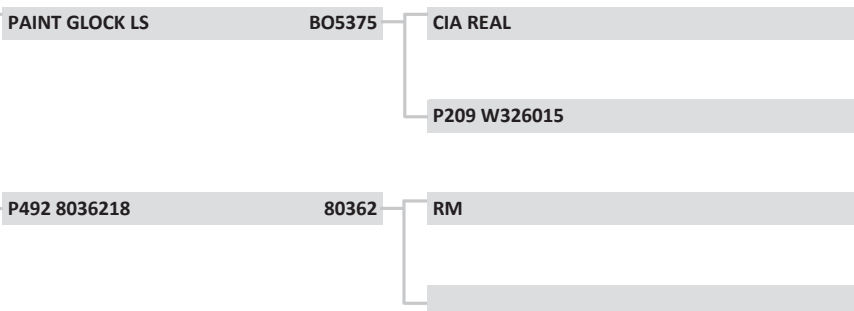 PAINT GLOCK LS BO5375
CIA REAL
P209 W326015
P492 8036218 80362
RM